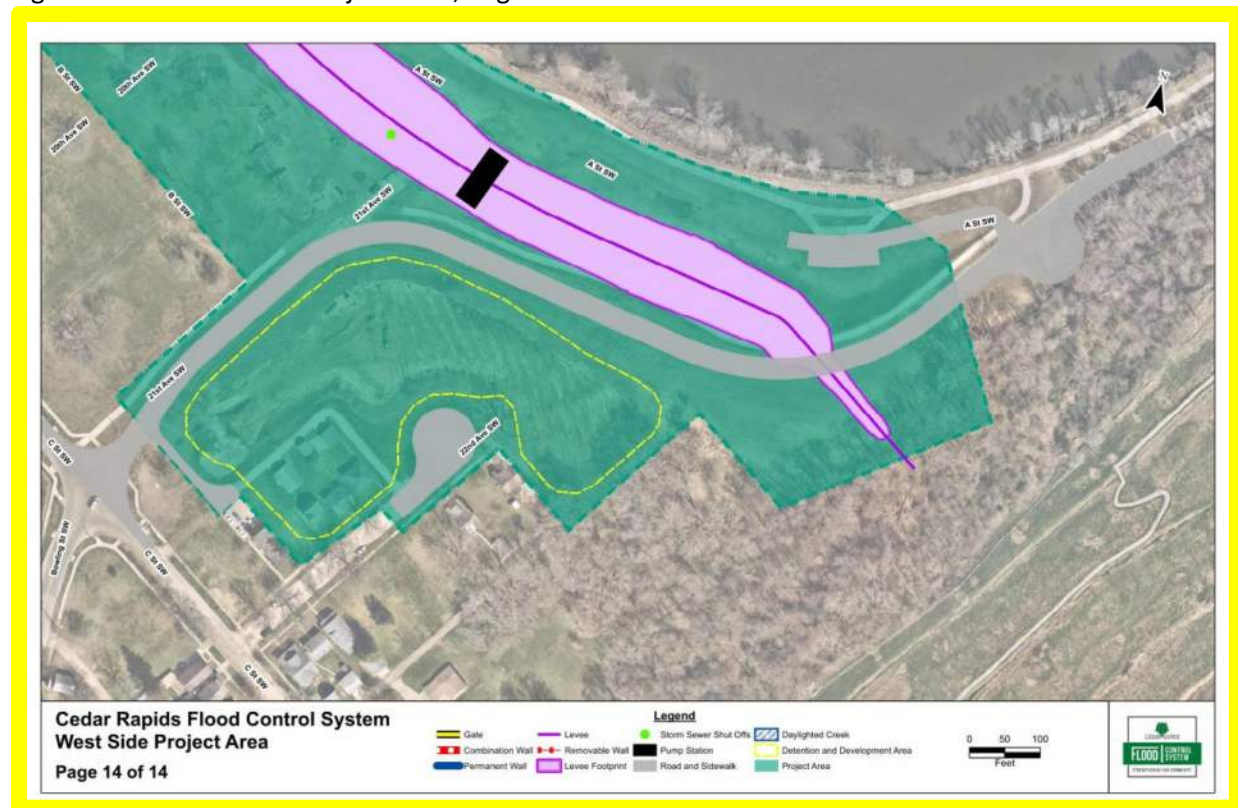 B St SW
20th Ave SW
A St SW
20th Ave SW
B St SW
21st Ave SW
A St SW
A St SW
N
21st Ave SW
22nd Ave SW
C St SW
Bowling St SW
C St SW
C St SW
Cedar Rapids Flood Control System
West Side Project Area
Page 14 of 14
Legend
Gate
Levee
Storm Sewer Shut Offs
Daylighted Creek
Combination Wall
Removable Wall
Pump Station
Detention and Development Area
Permanent Wall
Levee Footprint
Road and Sidewalk
Project Area
0 50 100
Feet
CEDAR RAPIDS
FLOOD CONTROL
SYSTEM